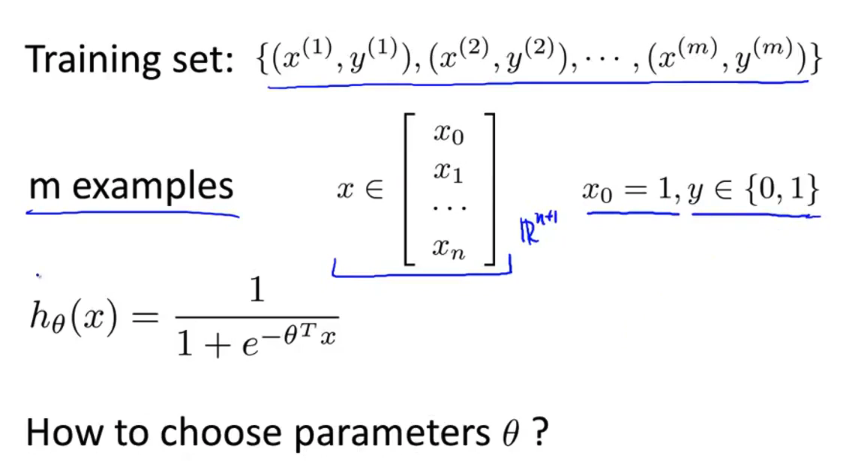 Training set: {(x^(1), y^(1)), (x^(2), y^(2)), ⋯ , (x^(m), y^(m))}
m examples x ∈ [x_0 x_1 … x_n] ℝ^{n+1} x_0 = 1, y ∈ {0, 1}
h_θ(x) = 1 / (1 + e^{−θ^T x})
How to choose parameters θ ?